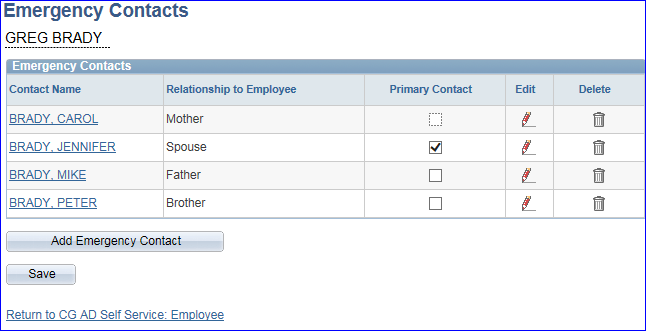 Emergency Contacts
GREG BRADY
Emergency Contacts
Contact Name Relationship to Employee Primary Contact Edit Delete
BRADY, CAROL Mother
BRADY, JENNIFER Spouse
BRADY, MIKE Father
BRADY, PETER Brother
Add Emergency Contact
Save
Return to CG AD Self Service: Employee